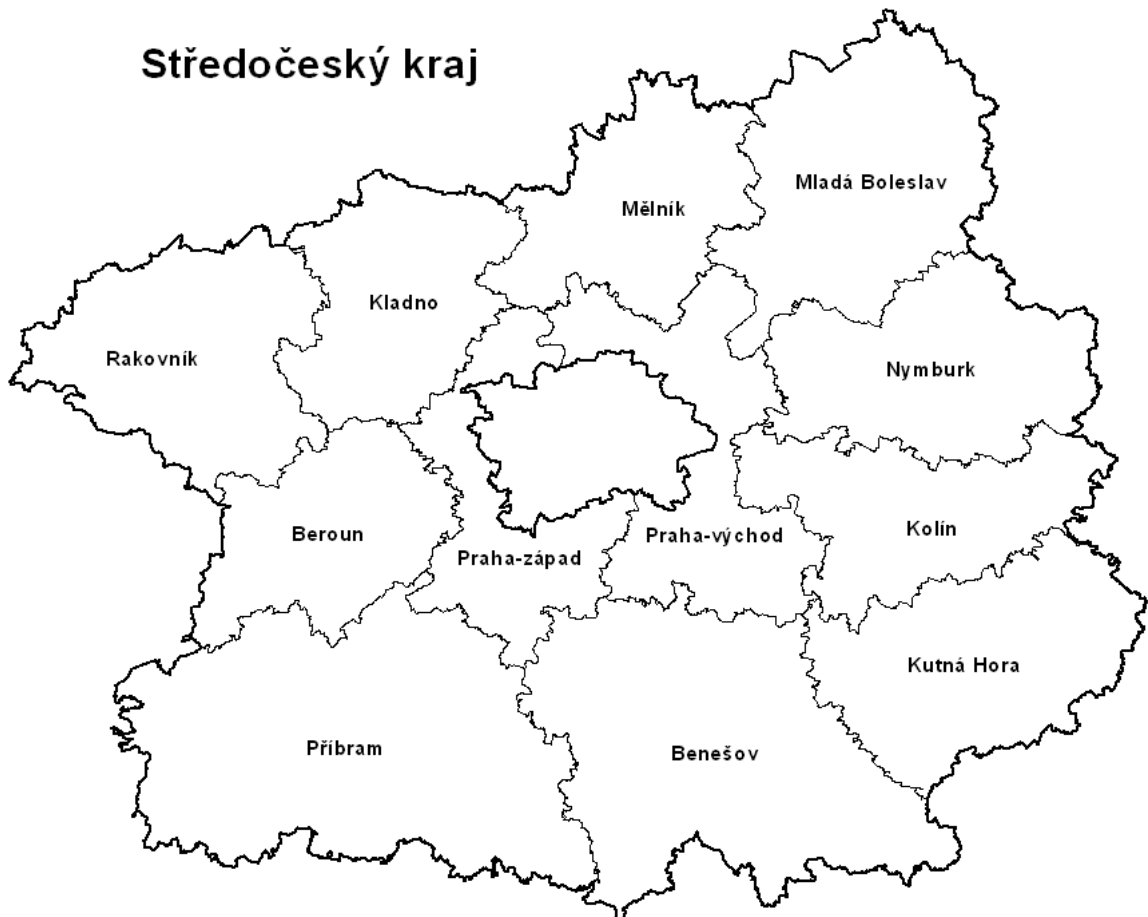 Středočeský kraj
Mladá Boleslav
Mělník
Kladno
Rakovník
Nymburk
Beroun
Praha-východ
Kolín
Praha-západ
Kutná Hora
Příbram
Benešov